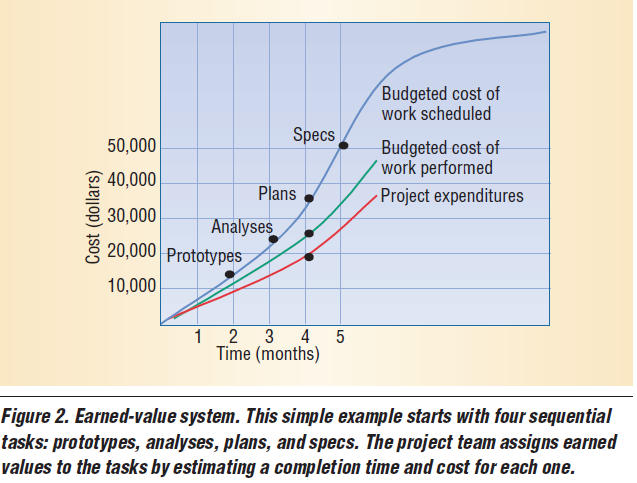 Budgeted cost of
work scheduled
Specs
50,000
Budgeted cost of
work performed
40,000
Plans
Project expenditures
30,000
Analyses
20,000
Prototypes
10,000
Cost (dollars)
1 2 3 4 5
Time (months)
Figure 2. Earned-value system. This simple example starts with four sequential
tasks: prototypes, analyses, plans, and specs. The project team assigns earned
values to the tasks by estimating a completion time and cost for each one.